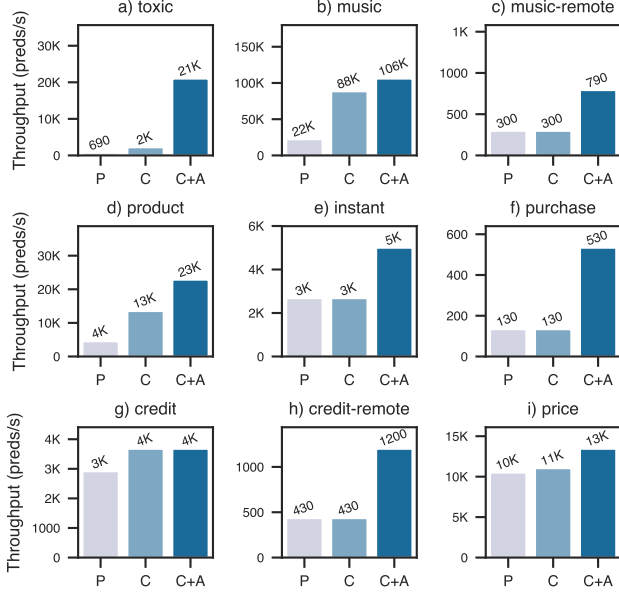 a) toxic
b) music
c) music-remote
Throughput (preds/s)
30K
20K
10K
0
690
2K
21K
P
C
C+A
150K
100K
50K
0
22K
88K
106K
P
C
C+A
1K
1000
500
0
300
300
790
P
C
C+A
d) product
e) instant
f) purchase
Throughput (preds/s)
30K
20K
10K
0
4K
13K
23K
P
C
C+A
6K
4K
2K
0
3K
3K
5K
P
C
C+A
600
400
200
0
130
130
530
P
C
C+A
g) credit
h) credit-remote
i) price
Throughput (preds/s)
4K
3K
2K
1000
0
3K
4K
4K
P
C
C+A
1000
500
0
430
430
1200
P
C
C+A
15K
10K
5K
0
10K
11K
13K
P
C
C+A